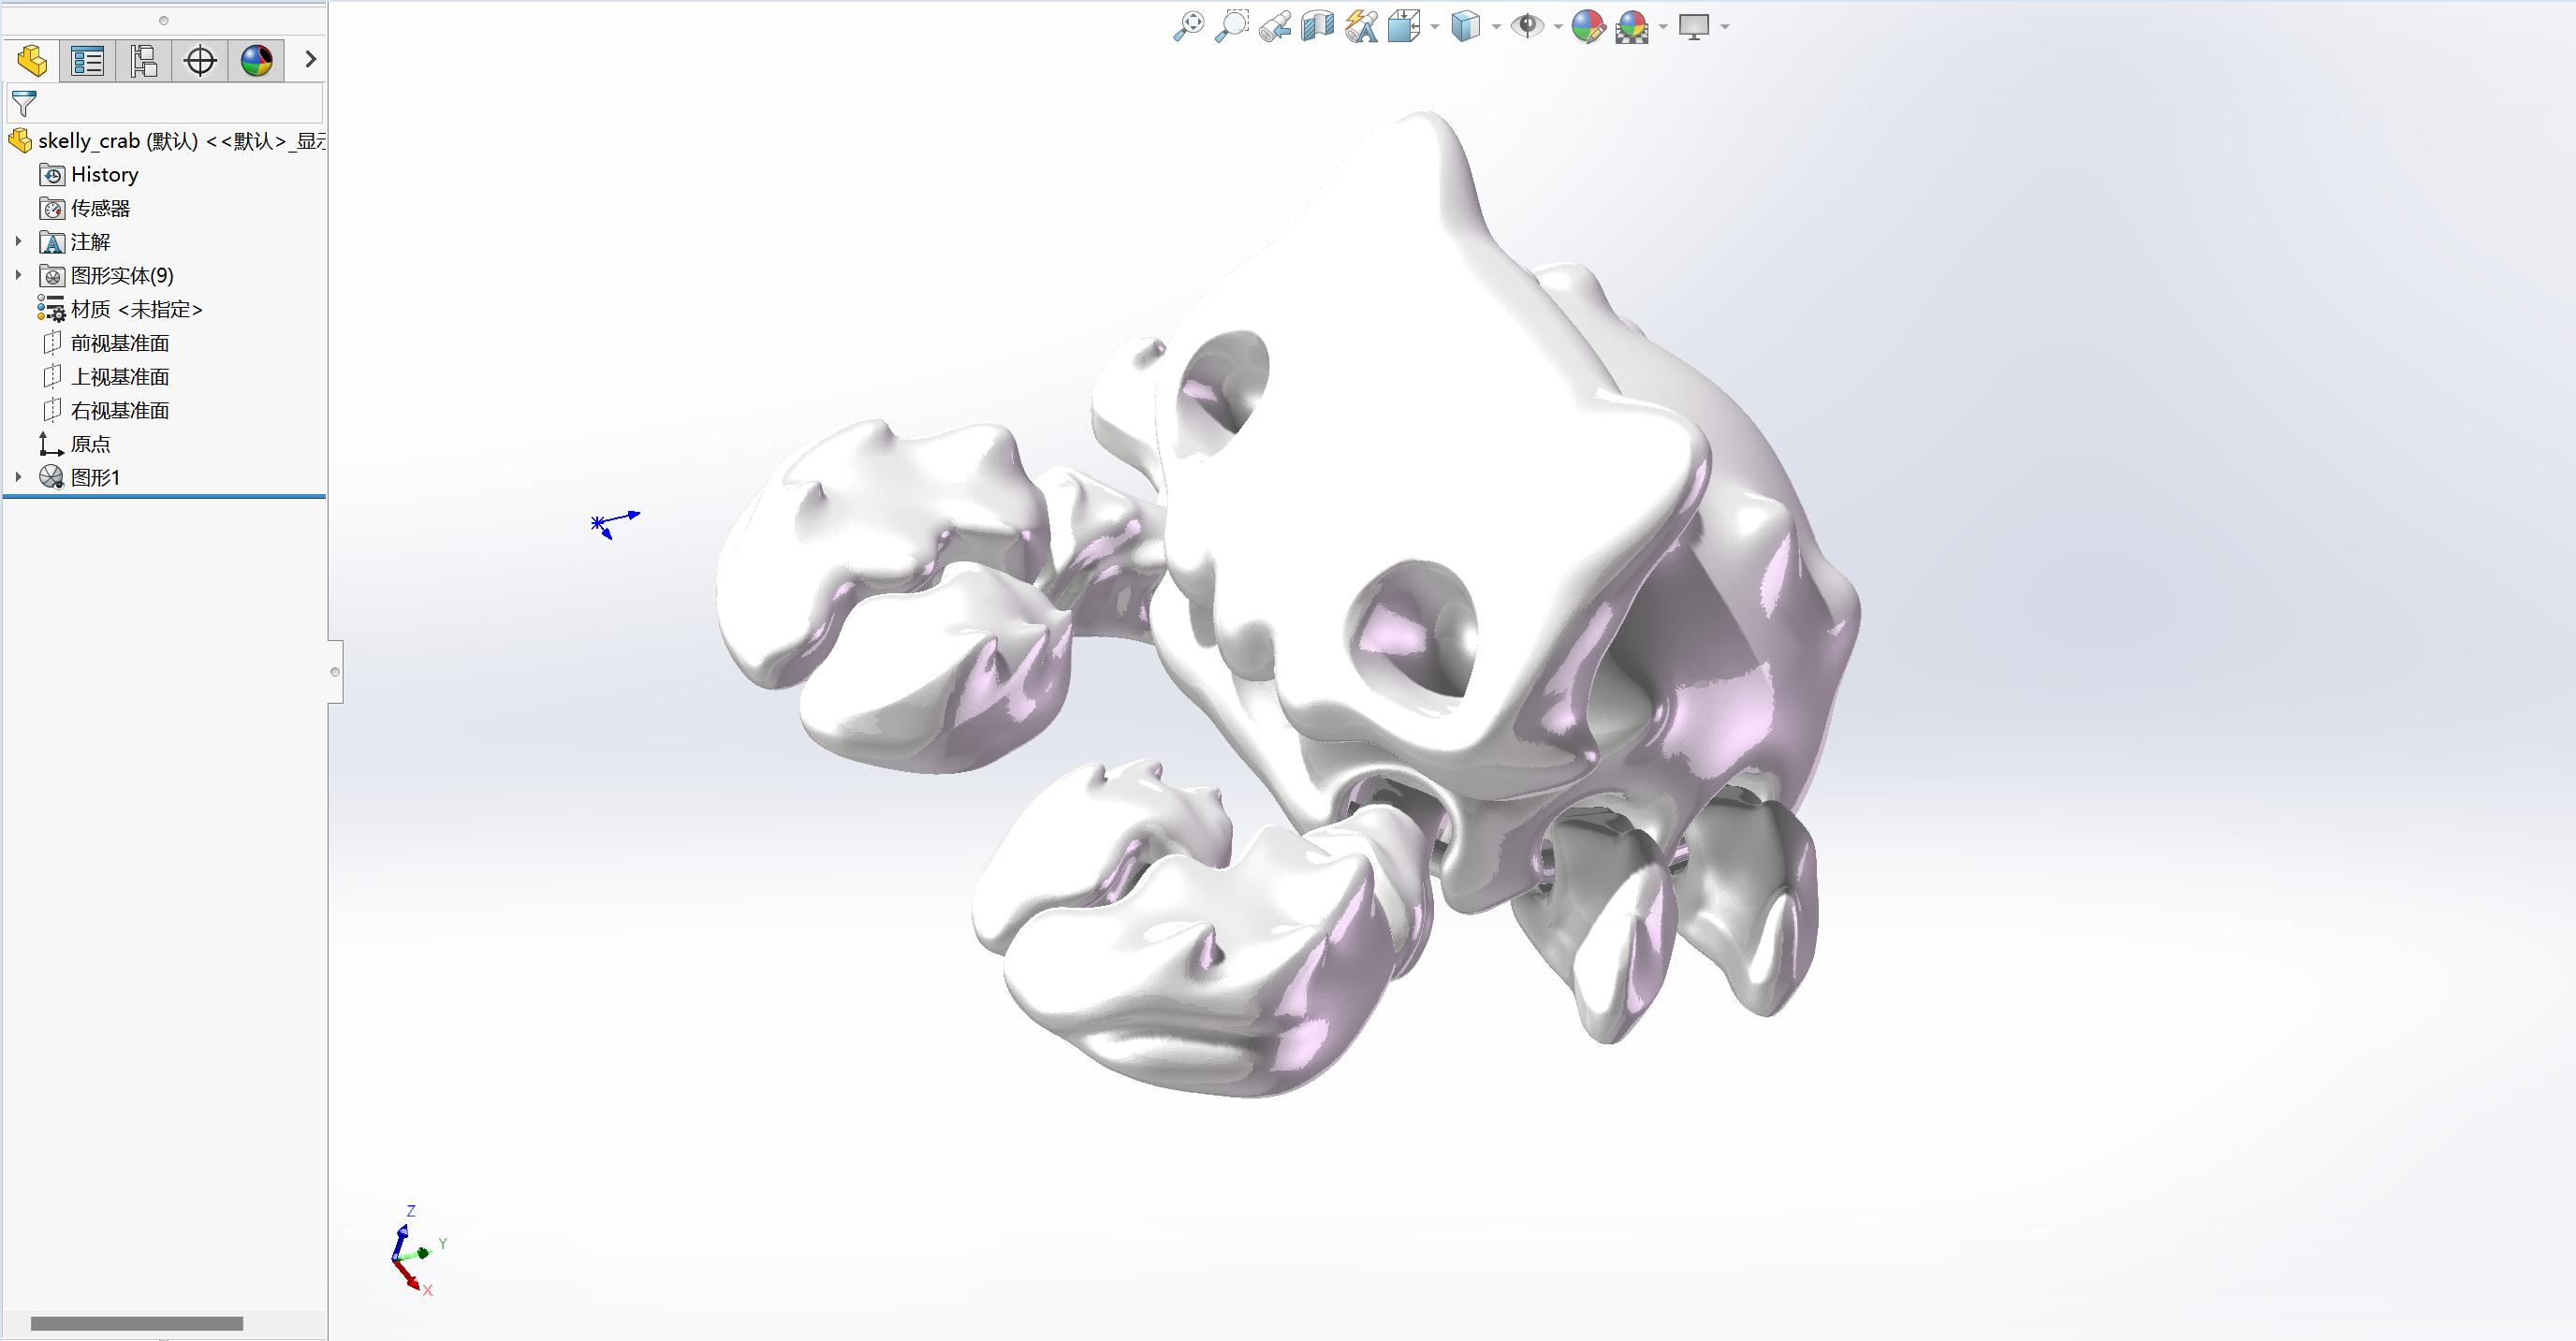 skelly_crab (默认) <<默认>_显示
History
传感器
注解
图形实体(9)
材质 <未指定>
前视基准面
上视基准面
右视基准面
原点
图形1
Z
Y
X